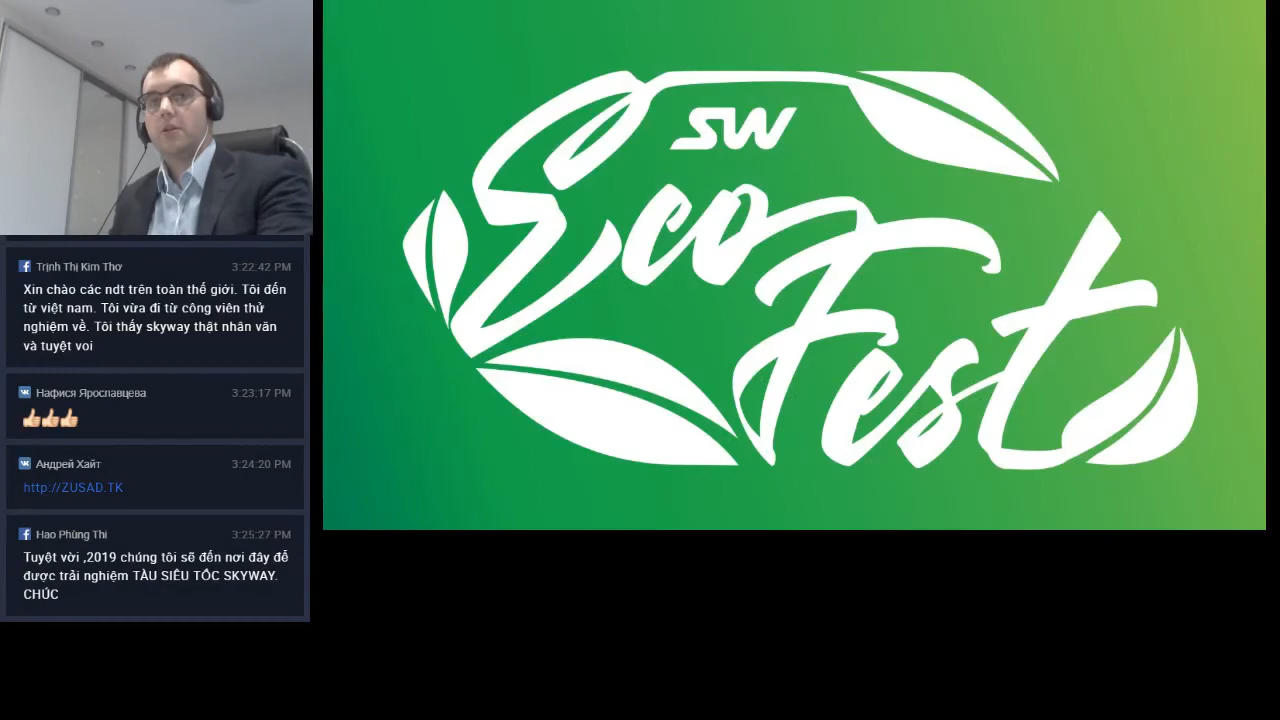 Trịnh Thị Kim Thơ 3:22:42 PM
Xin chào các ndt trên toàn thế giới. Tôi đến
từ việt nam. Tôi vừa đi từ công viên thử
nghiệm về. Tôi thấy skyway thật nhân văn
và tuyệt voi
Нафися Ярославцева 3:23:17 PM
Андрей Хайт 3:24:20 PM
http://ZUSAD.TK
Hao Phùng Thi 3:25:27 PM
Tuyệt vời ,2019 chúng tôi sẽ đến nơi đây để
được trải nghiệm TÀU SIÊU TỐC SKYWAY.
CHÚC
SW
Eco
Fest